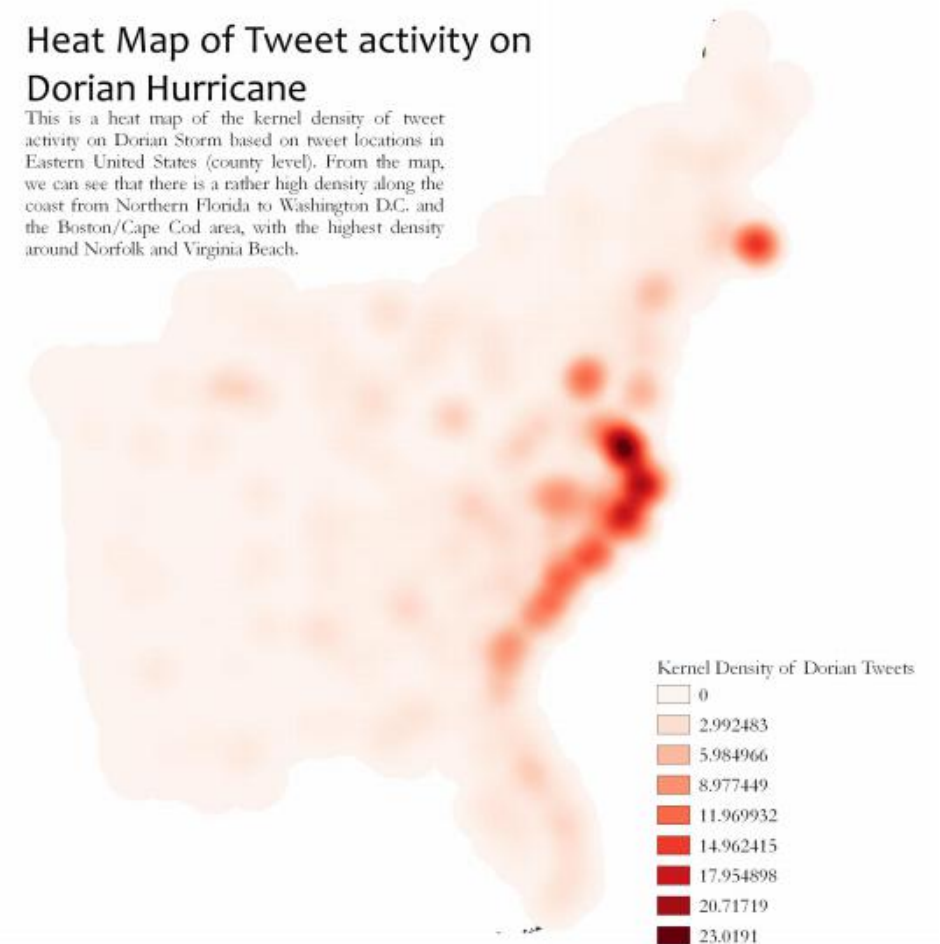 Heat Map of Tweet activity on
Dorian Hurricane
This is a heat map of the kernel density of tweet
activity on Dorian Storm based on tweet locations in
Eastern United States (county level). From the map,
we can see that there is a rather high density along the
coast from Northern Florida to Washington D.C. and
the Boston/Cape Cod area, with the highest density
around Norfolk and Virginia Beach.
Kernel Density of Dorian Tweets
0
2.992483
5.984966
8.977449
11.969932
14.962415
17.954898
20.71719
23.0191